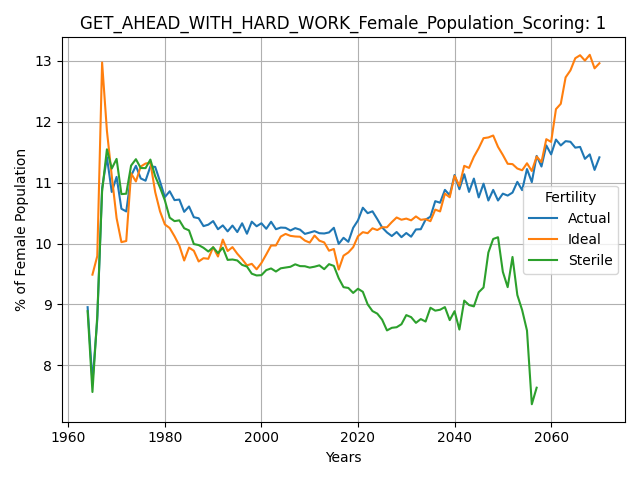 GET_AHEAD_WITH_HARD_WORK_Female_Population_Scoring: 1
% of Female Population
13
12
11
10
9
8
Fertility
Actual
Ideal
Sterile
1960
1980
2000
2020
2040
2060
Years